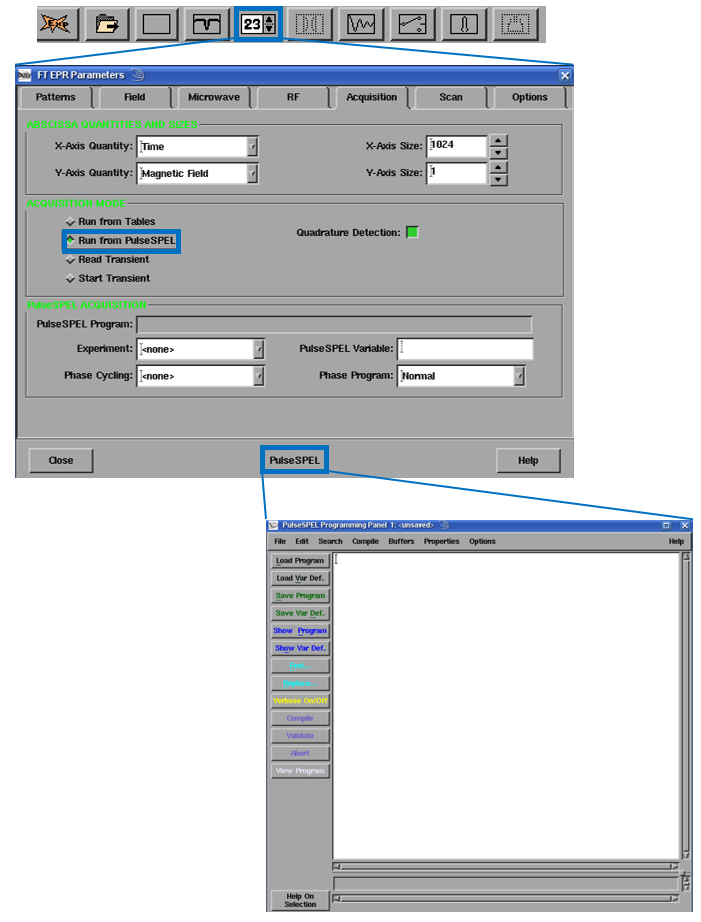 EXP
23
busy FT EPR Parameters
Patterns Field Microwave RF Acquisition Scan Options
ABSCISSA QUANTITIES AND SIZES
X-Axis Quantity: Time X-Axis Size: 1024
Y-Axis Quantity: Magnetic Field Y-Axis Size: 1
ACQUISITION MODE
Run from Tables
Run from PulseSPEL Quadrature Detection:
Read Transient
Start Transient
PulseSPEL ACQUISITION
PulseSPEL Program:
Experiment: <none> PulseSPEL Variable:
Phase Cycling: <none> Phase Program: Normal
Close PulseSPEL Help
PulseSPEL Programming Panel 1: <unsaved>
File Edit Search Compile Buffers Properties Options Help
Load Program
Load Var Def.
Save Program
Save Var Def.
Show Program
Show Var Def.
Verbose On/Off
Compile
Validate
Abort
View Program
Help On
Selection